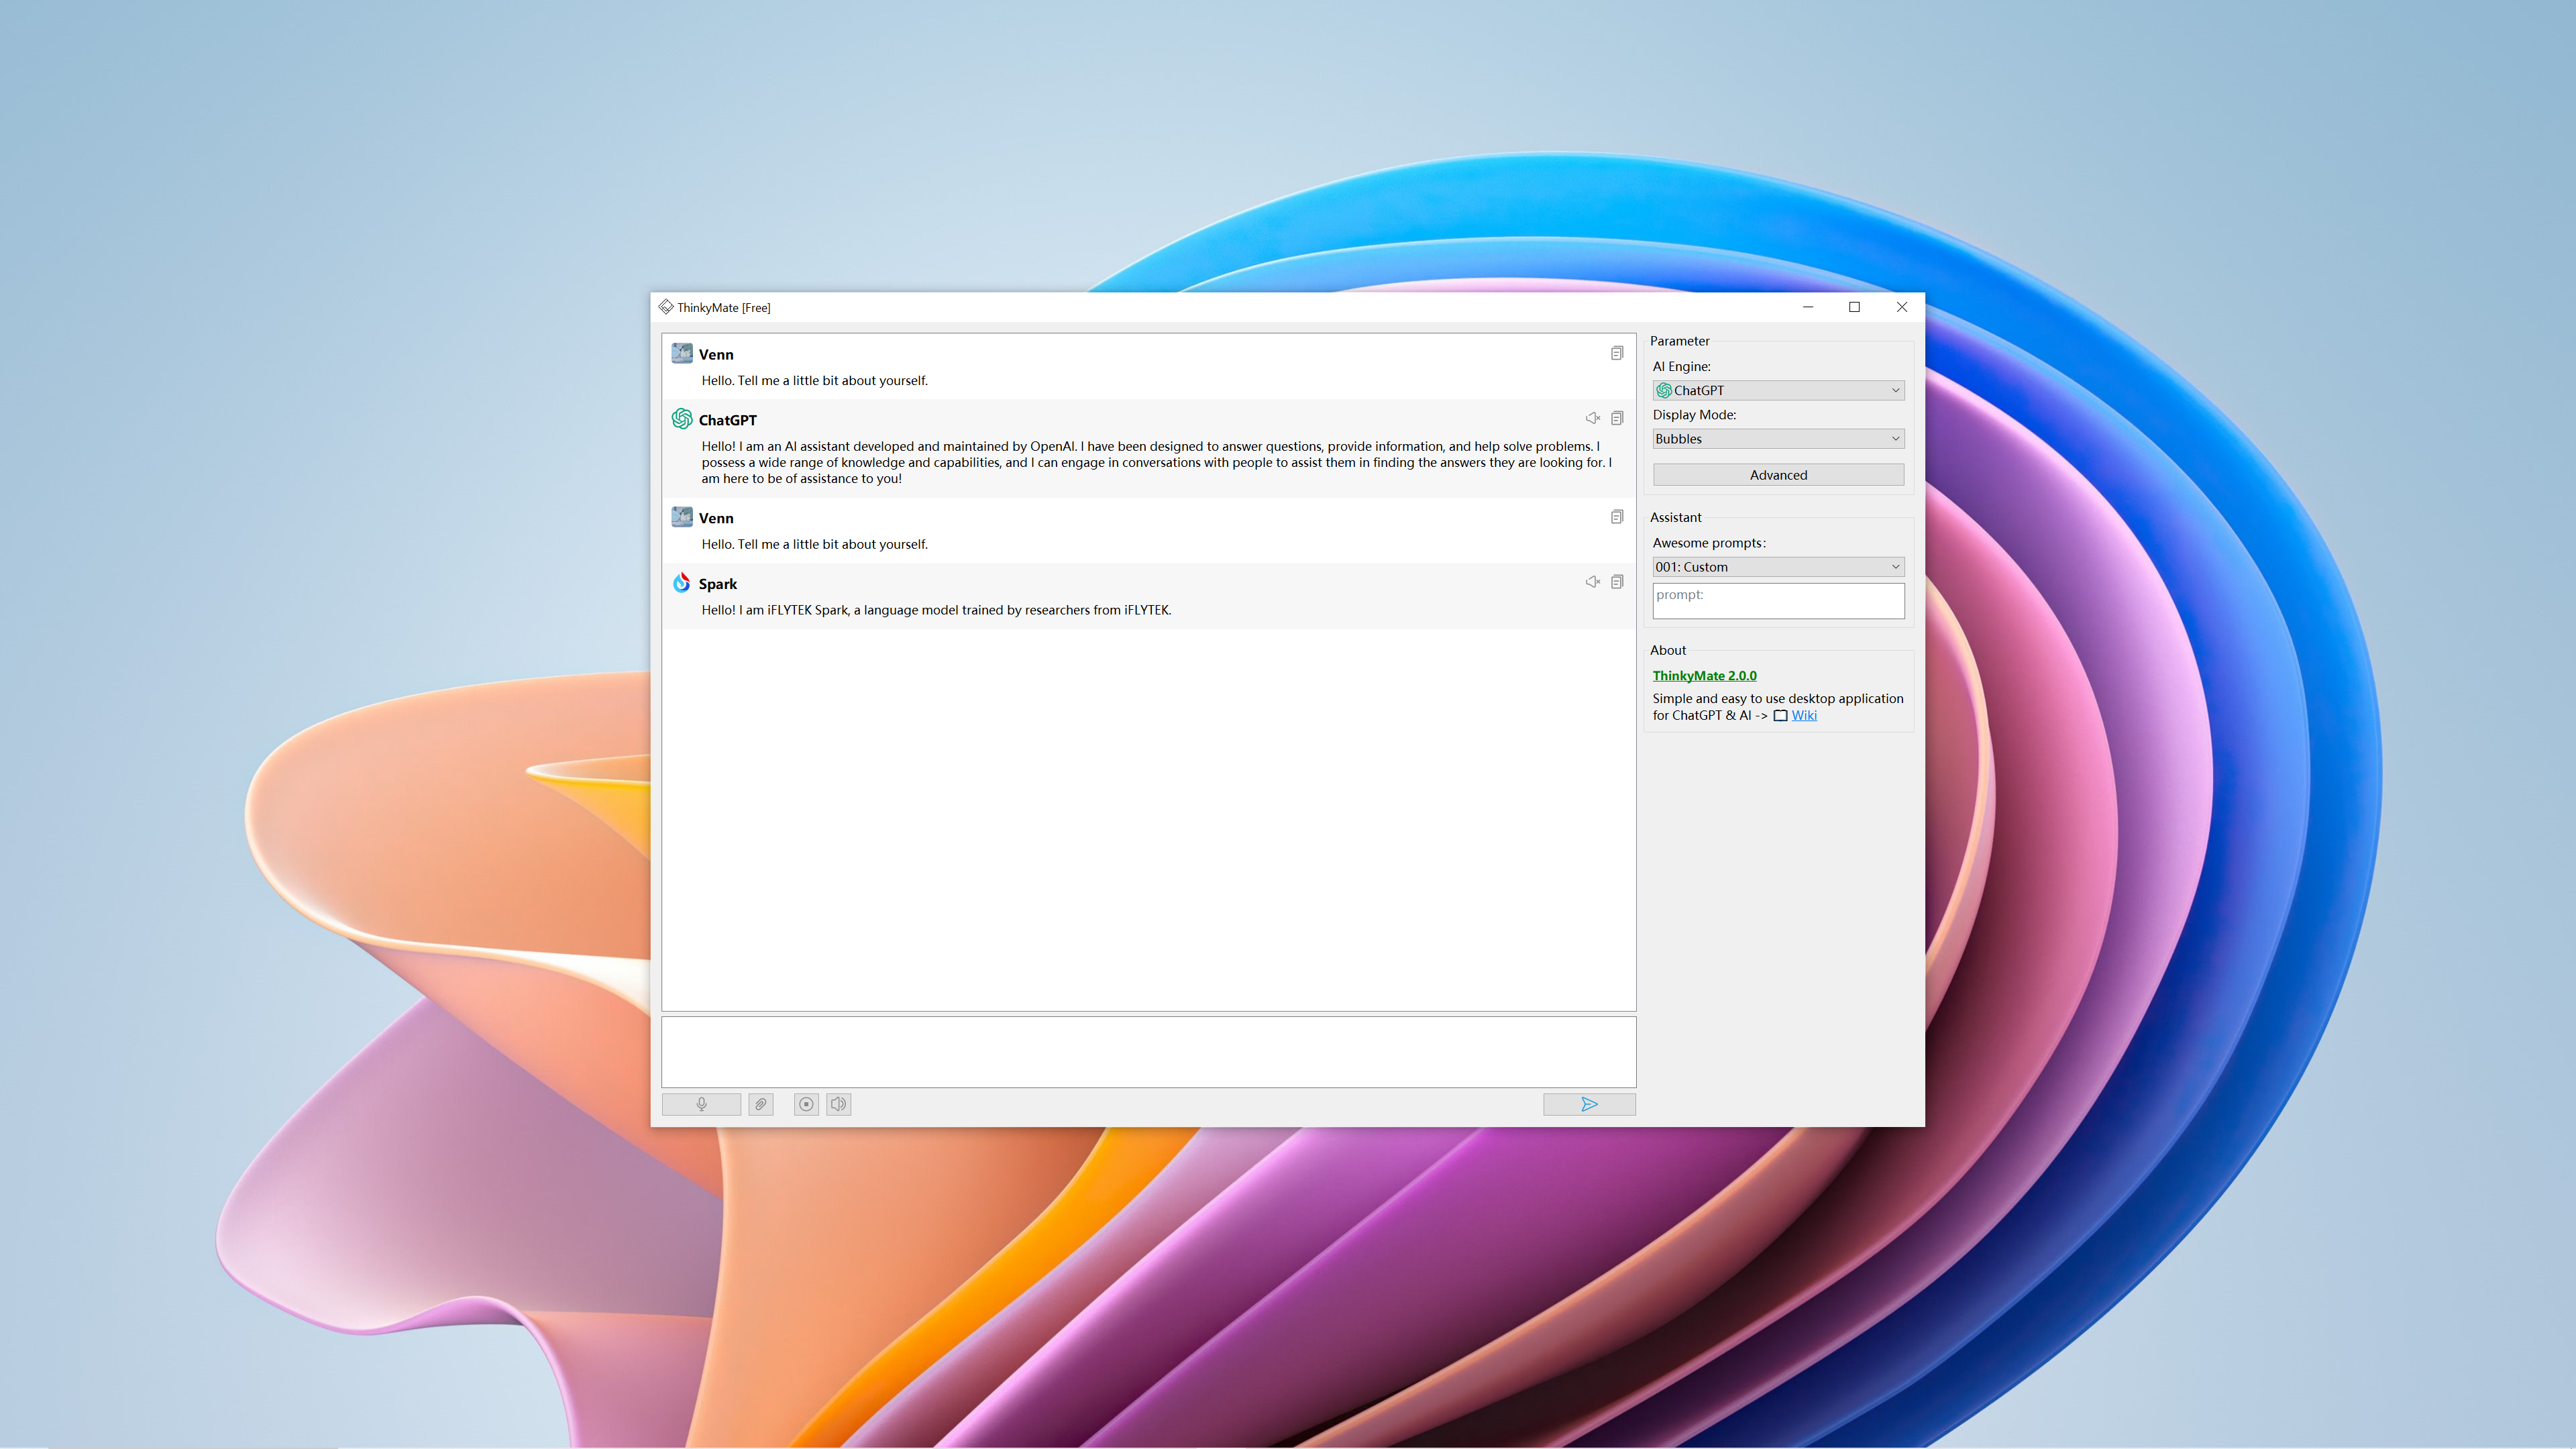 ThinkyMate [Free]
Venn
Hello. Tell me a little bit about yourself.
ChatGPT
Hello! I am an AI assistant developed and maintained by OpenAI. I have been designed to answer questions, provide information, and help solve problems. I
possess a wide range of knowledge and capabilities, and I can engage in conversations with people to assist them in finding the answers they are looking for. I
am here to be of assistance to you!
Venn
Hello. Tell me a little bit about yourself.
Spark
Hello! I am iFLYTEK Spark, a language model trained by researchers from iFLYTEK.
Parameter
AI Engine:
ChatGPT
Display Mode:
Bubbles
Advanced
Assistant
Awesome prompts:
001: Custom
prompt:
About
ThinkyMate 2.0.0
Simple and easy to use desktop application
for ChatGPT & AI -> Wiki